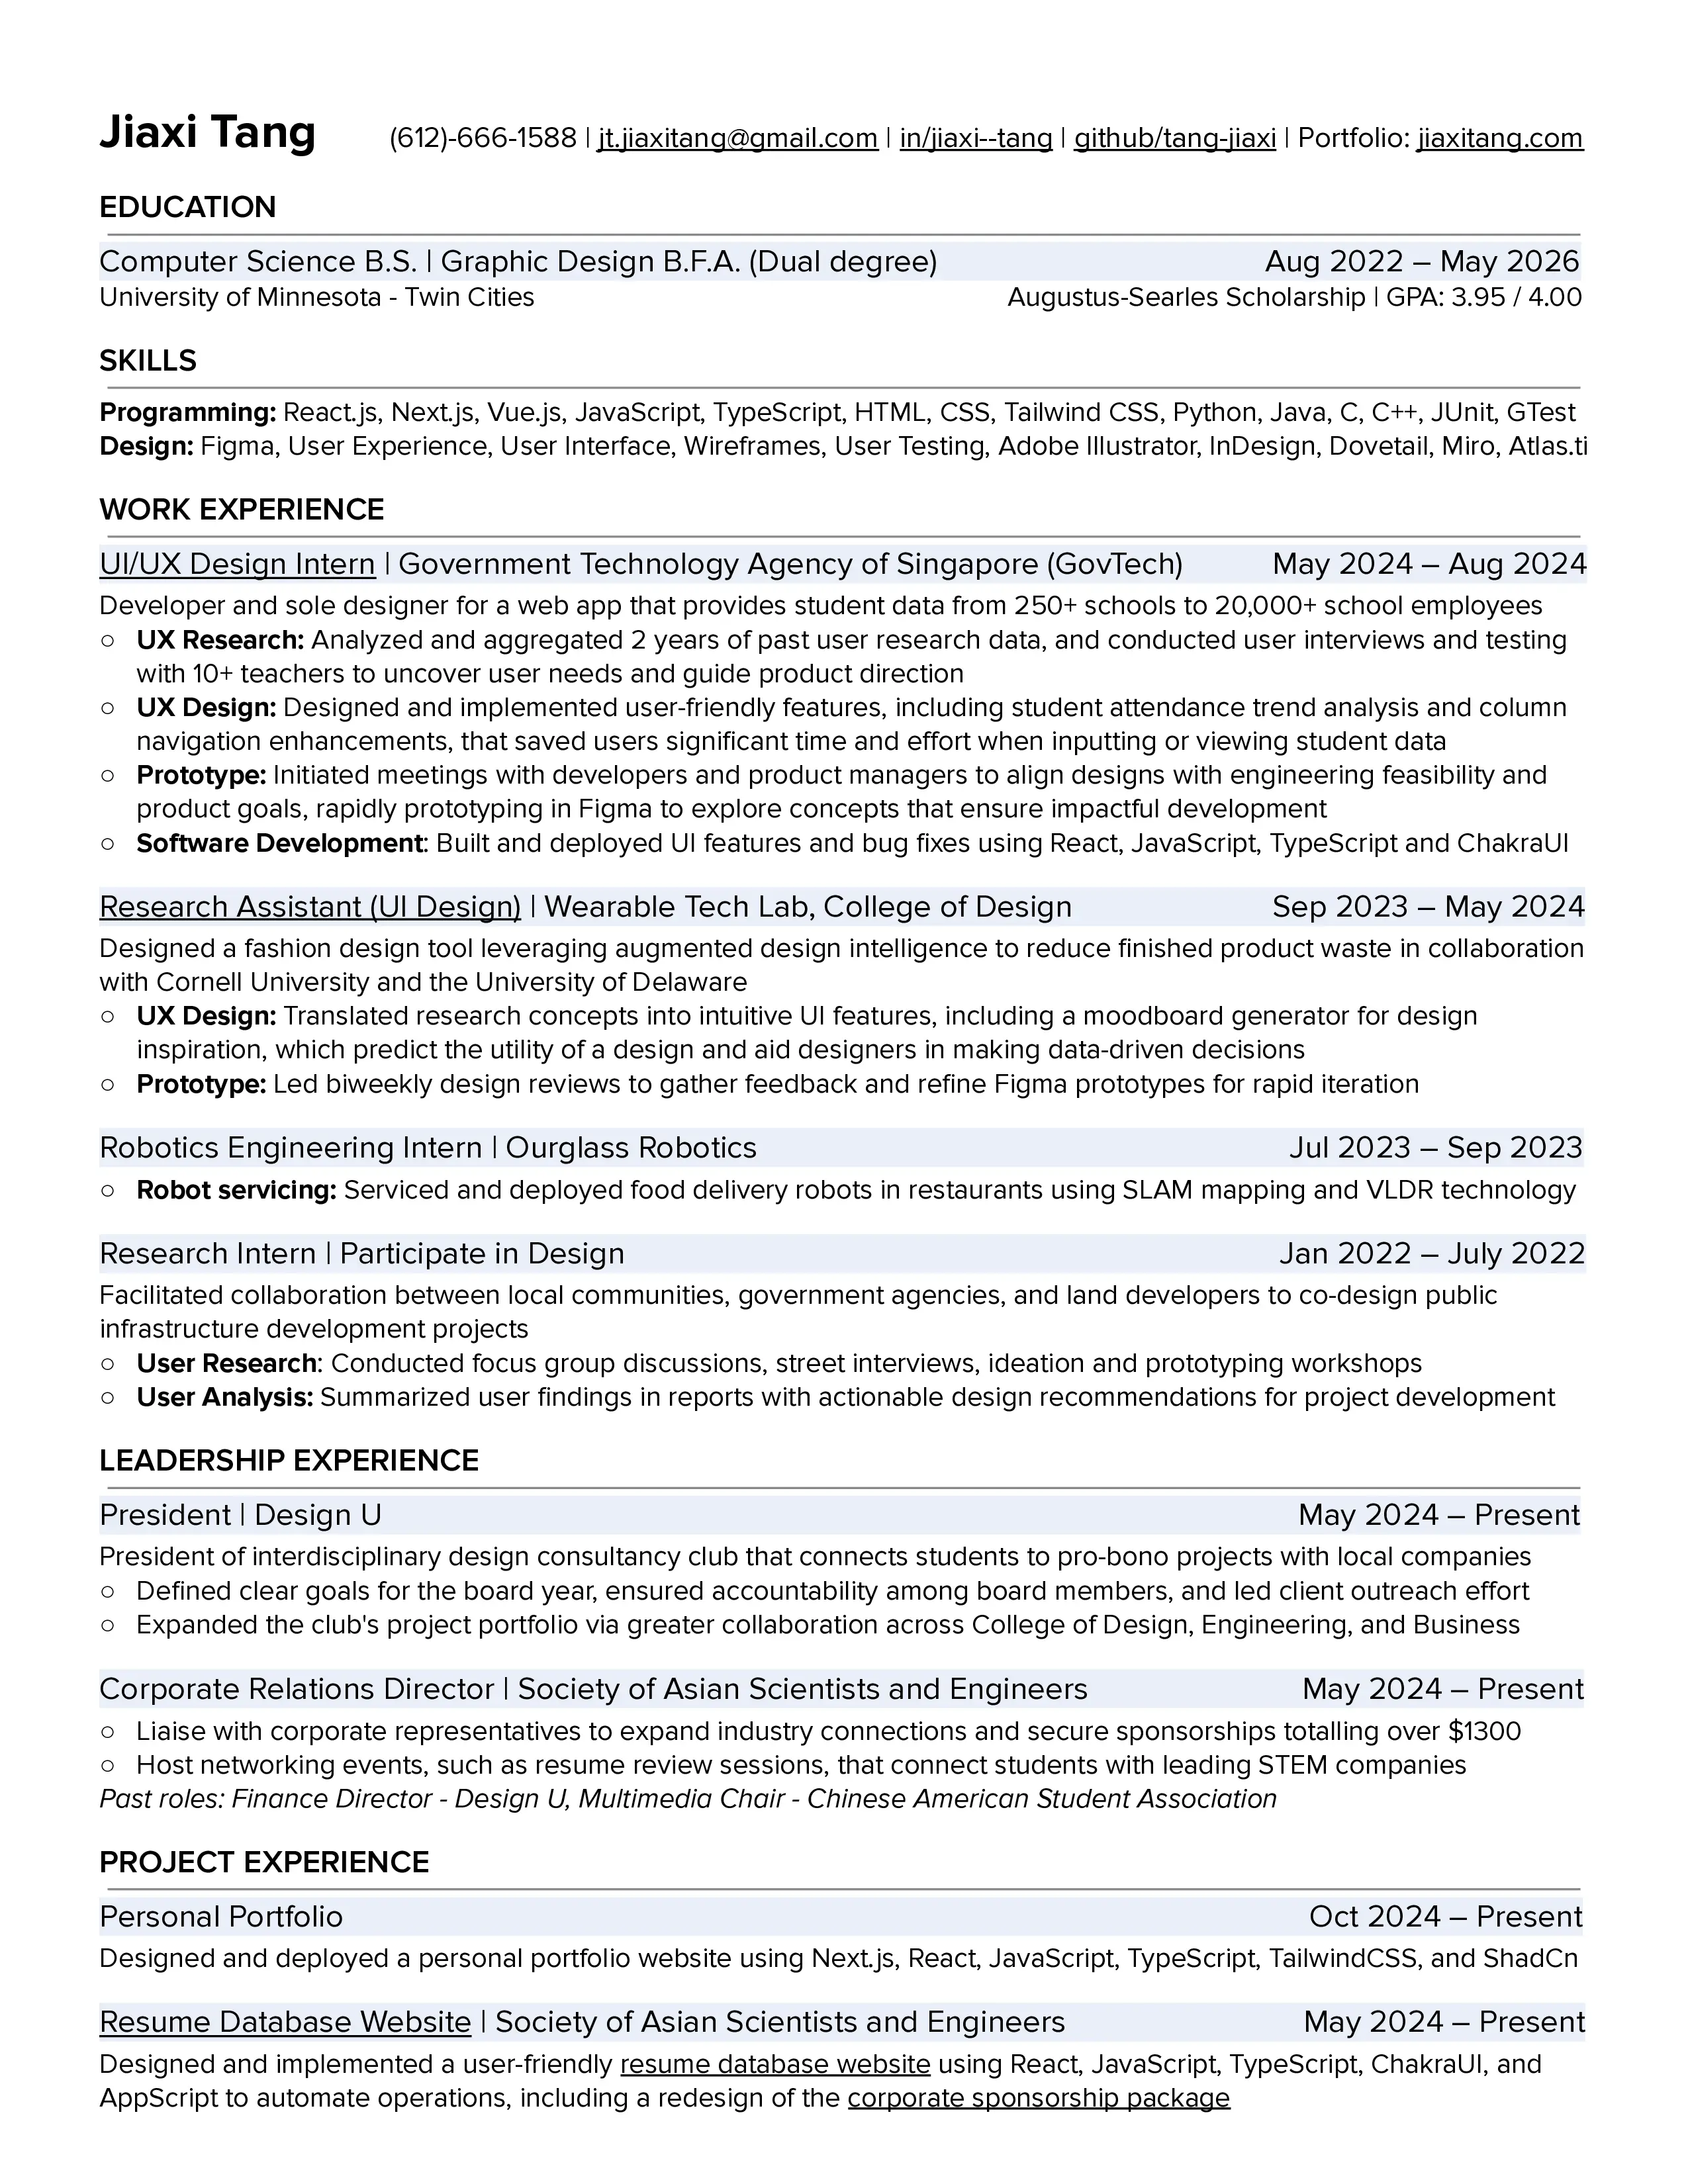 Jiaxi Tang (612)-666-1588 | jt.jiaxitang@gmail.com | in/jiaxi--tang | github/tang-jiaxi | Portfolio: jiaxitang.com
EDUCATION
Computer Science B.S. | Graphic Design B.F.A. (Dual degree) Aug 2022 – May 2026
University of Minnesota - Twin Cities Augustus-Searles Scholarship | GPA: 3.95 / 4.00
SKILLS
Programming: React.js, Next.js, Vue.js, JavaScript, TypeScript, HTML, CSS, Tailwind CSS, Python, Java, C, C++, JUnit, GTest
Design: Figma, User Experience, User Interface, Wireframes, User Testing, Adobe Illustrator, InDesign, Dovetail, Miro, Atlas.ti
WORK EXPERIENCE
UI/UX Design Intern | Government Technology Agency of Singapore (GovTech) May 2024 – Aug 2024
Developer and sole designer for a web app that provides student data from 250+ schools to 20,000+ school employees
○ UX Research: Analyzed and aggregated 2 years of past user research data, and conducted user interviews and testing
with 10+ teachers to uncover user needs and guide product direction
○ UX Design: Designed and implemented user-friendly features, including student attendance trend analysis and column
navigation enhancements, that saved users significant time and effort when inputting or viewing student data
○ Prototype: Initiated meetings with developers and product managers to align designs with engineering feasibility and
product goals, rapidly prototyping in Figma to explore concepts that ensure impactful development
○ Software Development: Built and deployed UI features and bug fixes using React, JavaScript, TypeScript and ChakraUI
Research Assistant (UI Design) | Wearable Tech Lab, College of Design Sep 2023 – May 2024
Designed a fashion design tool leveraging augmented design intelligence to reduce finished product waste in collaboration
with Cornell University and the University of Delaware
○ UX Design: Translated research concepts into intuitive UI features, including a moodboard generator for design
inspiration, which predict the utility of a design and aid designers in making data-driven decisions
○ Prototype: Led biweekly design reviews to gather feedback and refine Figma prototypes for rapid iteration
Robotics Engineering Intern | Ourglass Robotics Jul 2023 – Sep 2023
○ Robot servicing: Serviced and deployed food delivery robots in restaurants using SLAM mapping and VLDR technology
Research Intern | Participate in Design Jan 2022 – July 2022
Facilitated collaboration between local communities, government agencies, and land developers to co-design public
infrastructure development projects
○ User Research: Conducted focus group discussions, street interviews, ideation and prototyping workshops
○ User Analysis: Summarized user findings in reports with actionable design recommendations for project development
LEADERSHIP EXPERIENCE
President | Design U May 2024 – Present
President of interdisciplinary design consultancy club that connects students to pro-bono projects with local companies
○ Defined clear goals for the board year, ensured accountability among board members, and led client outreach effort
○ Expanded the club's project portfolio via greater collaboration across College of Design, Engineering, and Business
Corporate Relations Director | Society of Asian Scientists and Engineers May 2024 – Present
○ Liaise with corporate representatives to expand industry connections and secure sponsorships totalling over $1300
○ Host networking events, such as resume review sessions, that connect students with leading STEM companies
Past roles: Finance Director - Design U, Multimedia Chair - Chinese American Student Association
PROJECT EXPERIENCE
Personal Portfolio Oct 2024 – Present
Designed and deployed a personal portfolio website using Next.js, React, JavaScript, TypeScript, TailwindCSS, and ShadCn
Resume Database Website | Society of Asian Scientists and Engineers May 2024 – Present
Designed and implemented a user-friendly resume database website using React, JavaScript, TypeScript, ChakraUI, and
AppScript to automate operations, including a redesign of the corporate sponsorship package